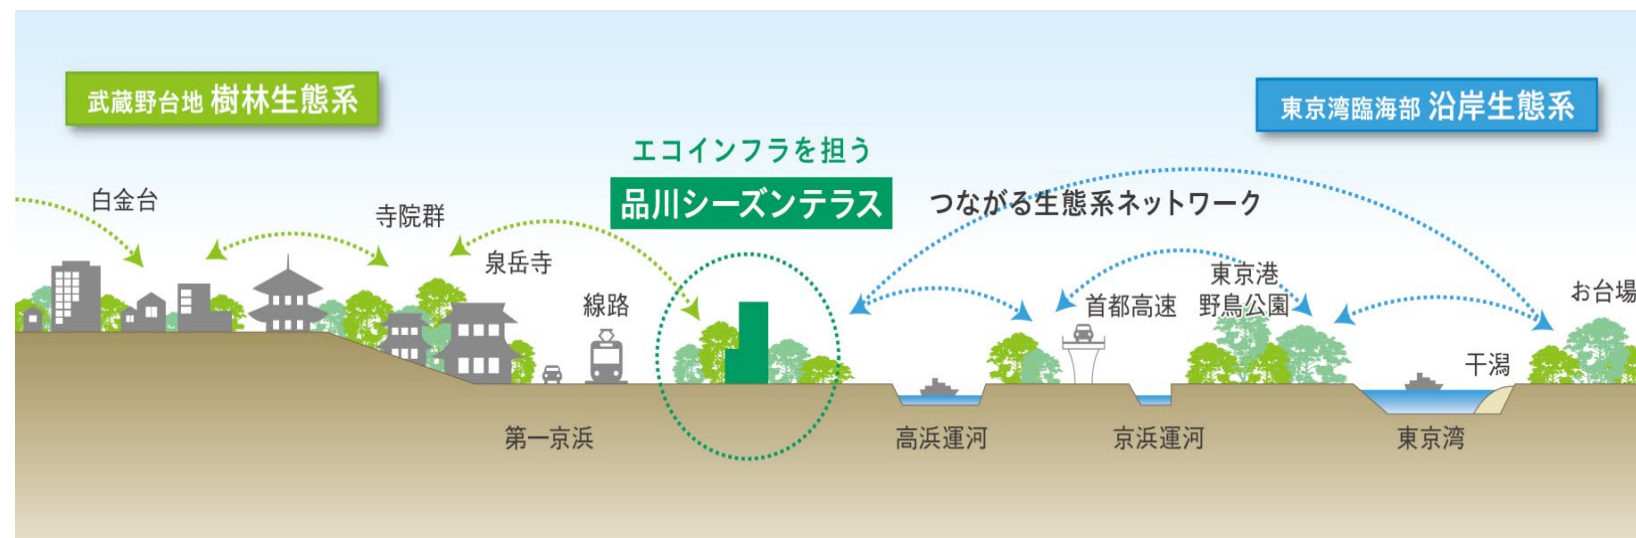 武蔵野台地 樹林生態系
東京湾臨海部 沿岸生態系
エコインフラを担う
品川シーズンテラス
つながる生態系ネットワーク
白金台
寺院群
泉岳寺
線路
首都高速
東京港
野鳥公園
お台場
干潟
第一京浜
高浜運河
京浜運河
東京湾